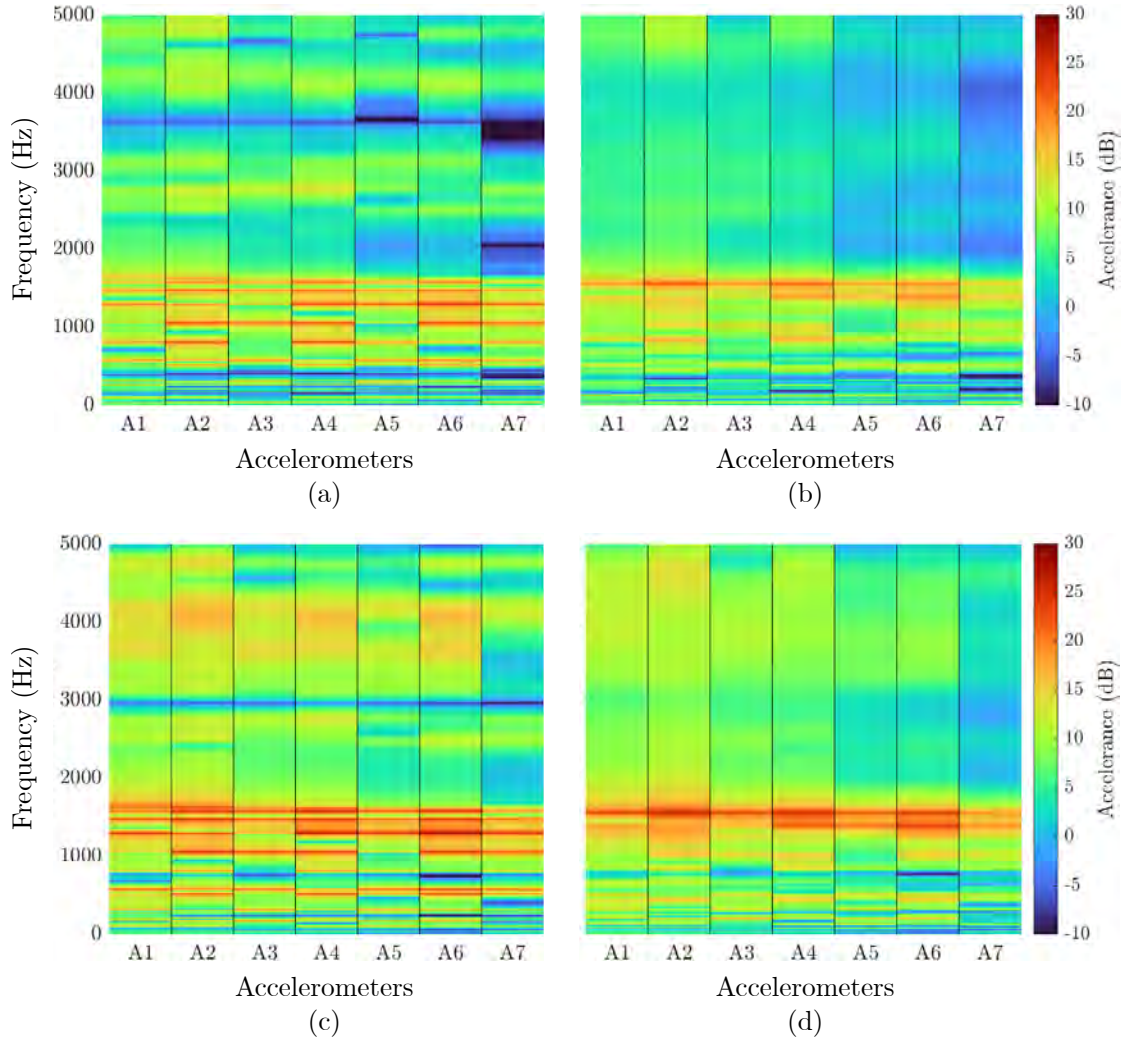 5000
4000
3000
2000
1000
0
Frequency (Hz)
A1 A2 A3 A4 A5 A6 A7
Accelerometers
(a)
A1 A2 A3 A4 A5 A6 A7
Accelerometers
(b)
30
25
20
15
10
5
0
-5
-10
Accelerance (dB)
5000
4000
3000
2000
1000
0
Frequency (Hz)
A1 A2 A3 A4 A5 A6 A7
Accelerometers
(c)
A1 A2 A3 A4 A5 A6 A7
Accelerometers
(d)
30
25
20
15
10
5
0
-5
-10
Accelerance (dB)